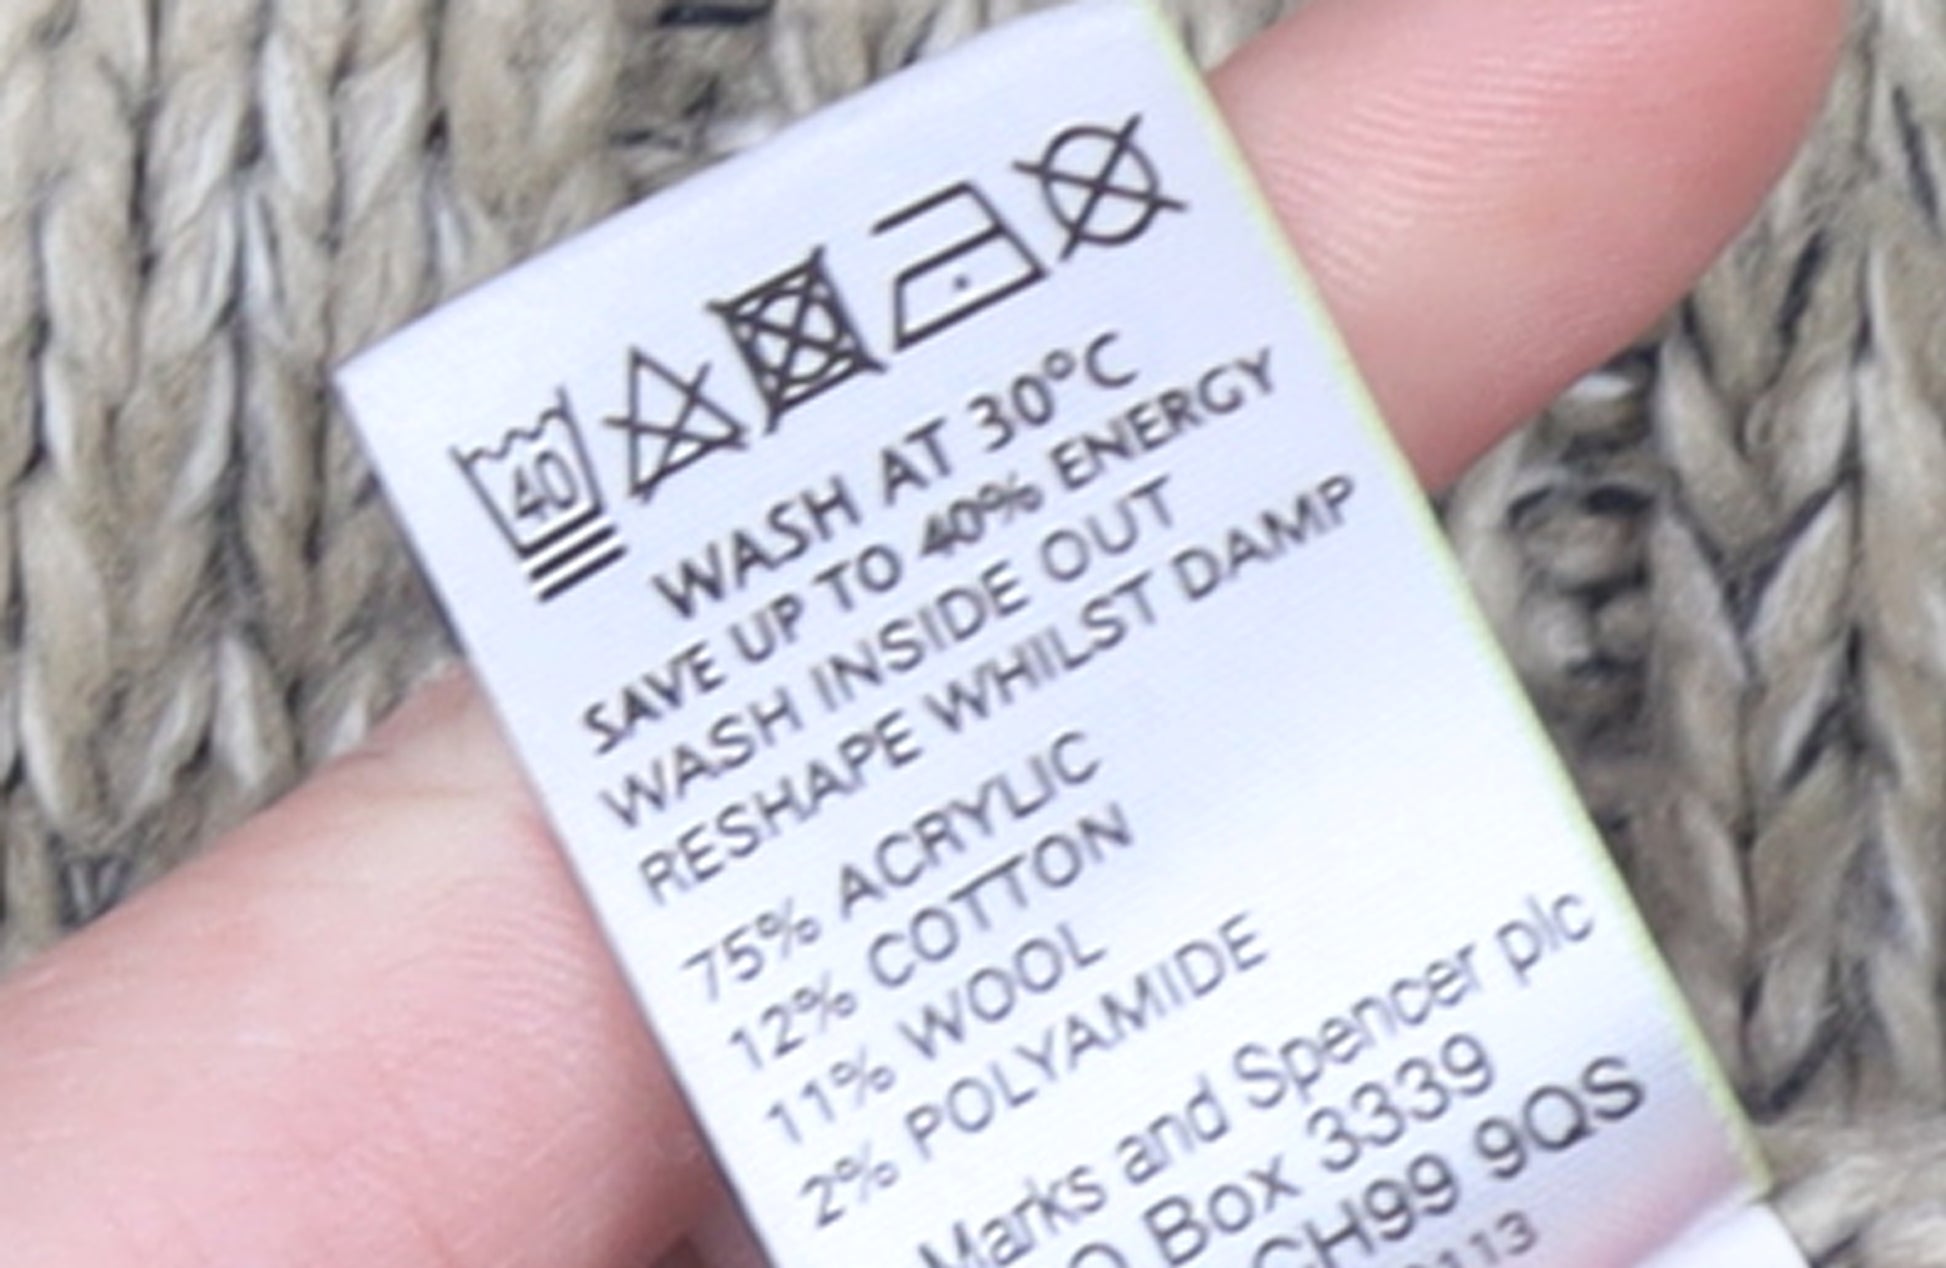 40
WASH AT 30°C
SAVE UP TO 40% ENERGY
WASH INSIDE OUT
RESHAPE WHILST DAMP
75% ACRYLIC
12% COTTON
11% WOOL
2% POLYAMIDE
Marks and Spencer plc
O Box 3339
CH99 9QS
113